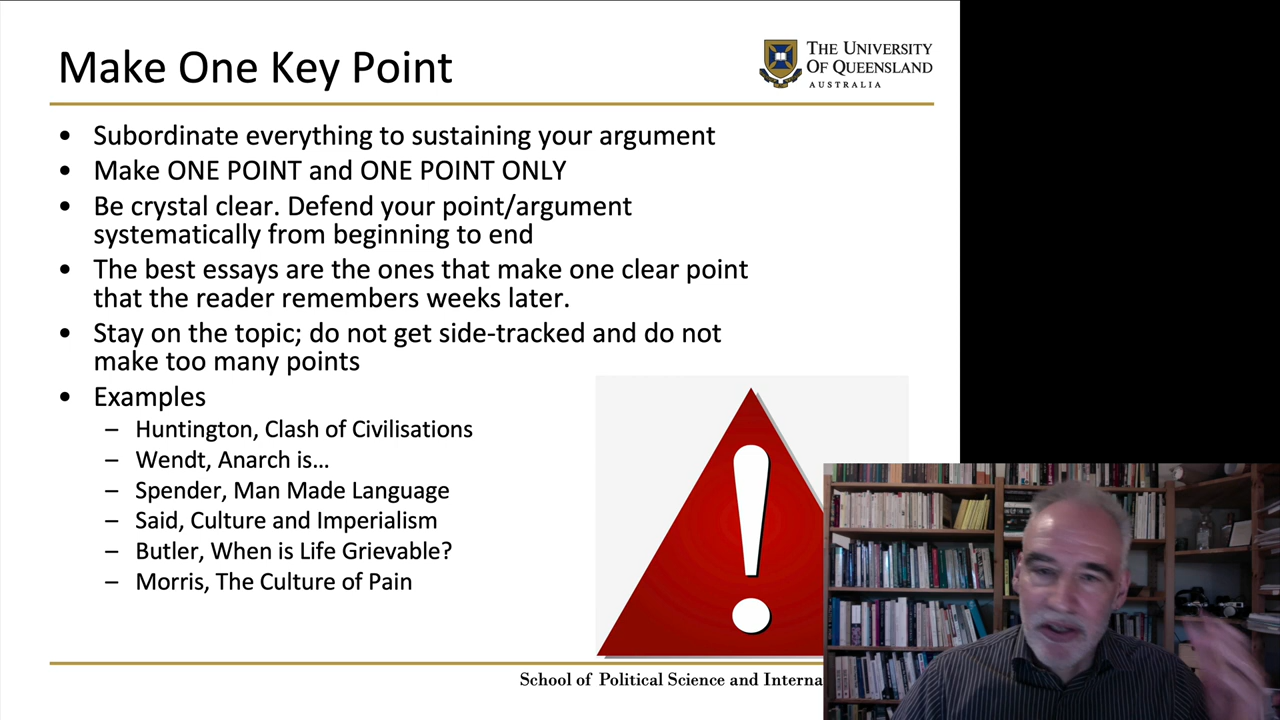 Make One Key Point
THE UNIVERSITY
OF QUEENSLAND
AUSTRALIA
• Subordinate everything to sustaining your argument
• Make ONE POINT and ONE POINT ONLY
• Be crystal clear. Defend your point/argument
systematically from beginning to end
• The best essays are the ones that make one clear point
that the reader remembers weeks later.
• Stay on the topic; do not get side-tracked and do not
make too many points
• Examples
– Huntington, Clash of Civilisations
– Wendt, Anarch is…
– Spender, Man Made Language
– Said, Culture and Imperialism
– Butler, When is Life Grievable?
– Morris, The Culture of Pain
School of Political Science and Interna